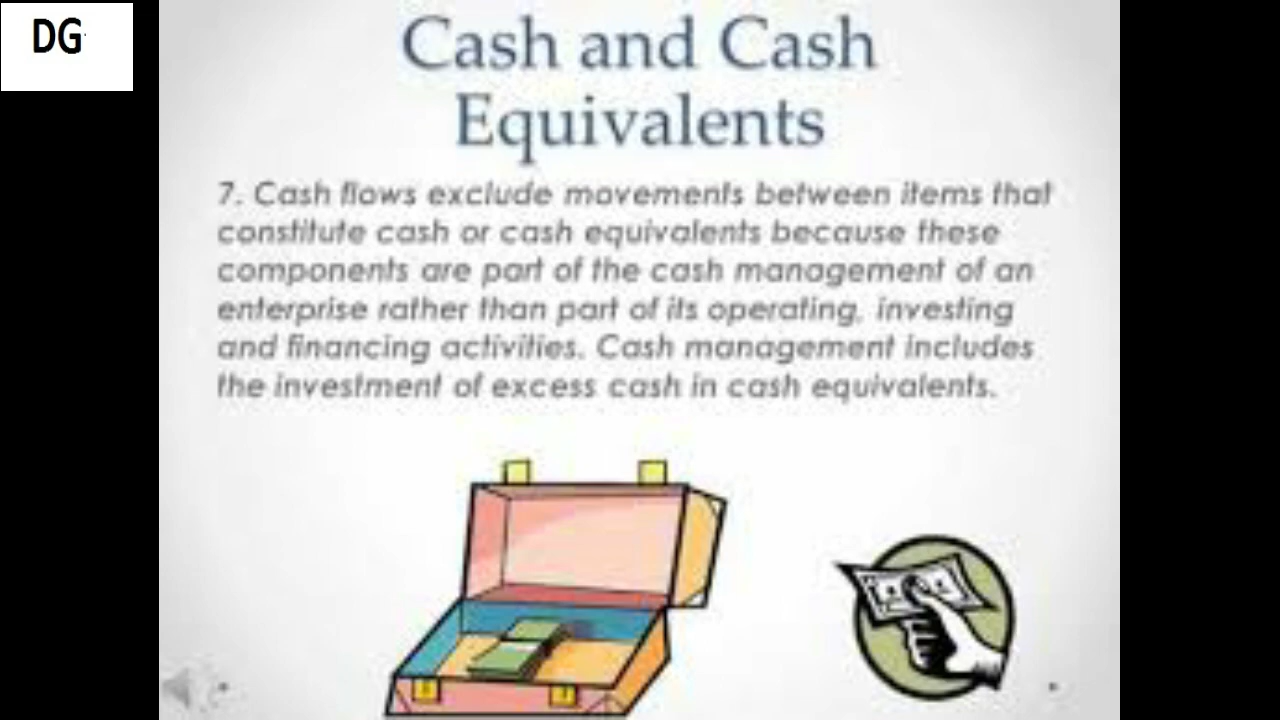 DG
Cash and Cash
Equivalents
7. Cash flows exclude movements between items that
constitute cash or cash equivalents because these
components are part of the cash management of an
enterprise rather than part of its operating, investing
and financing activities. Cash management includes
the investment of excess cash in cash equivalents.